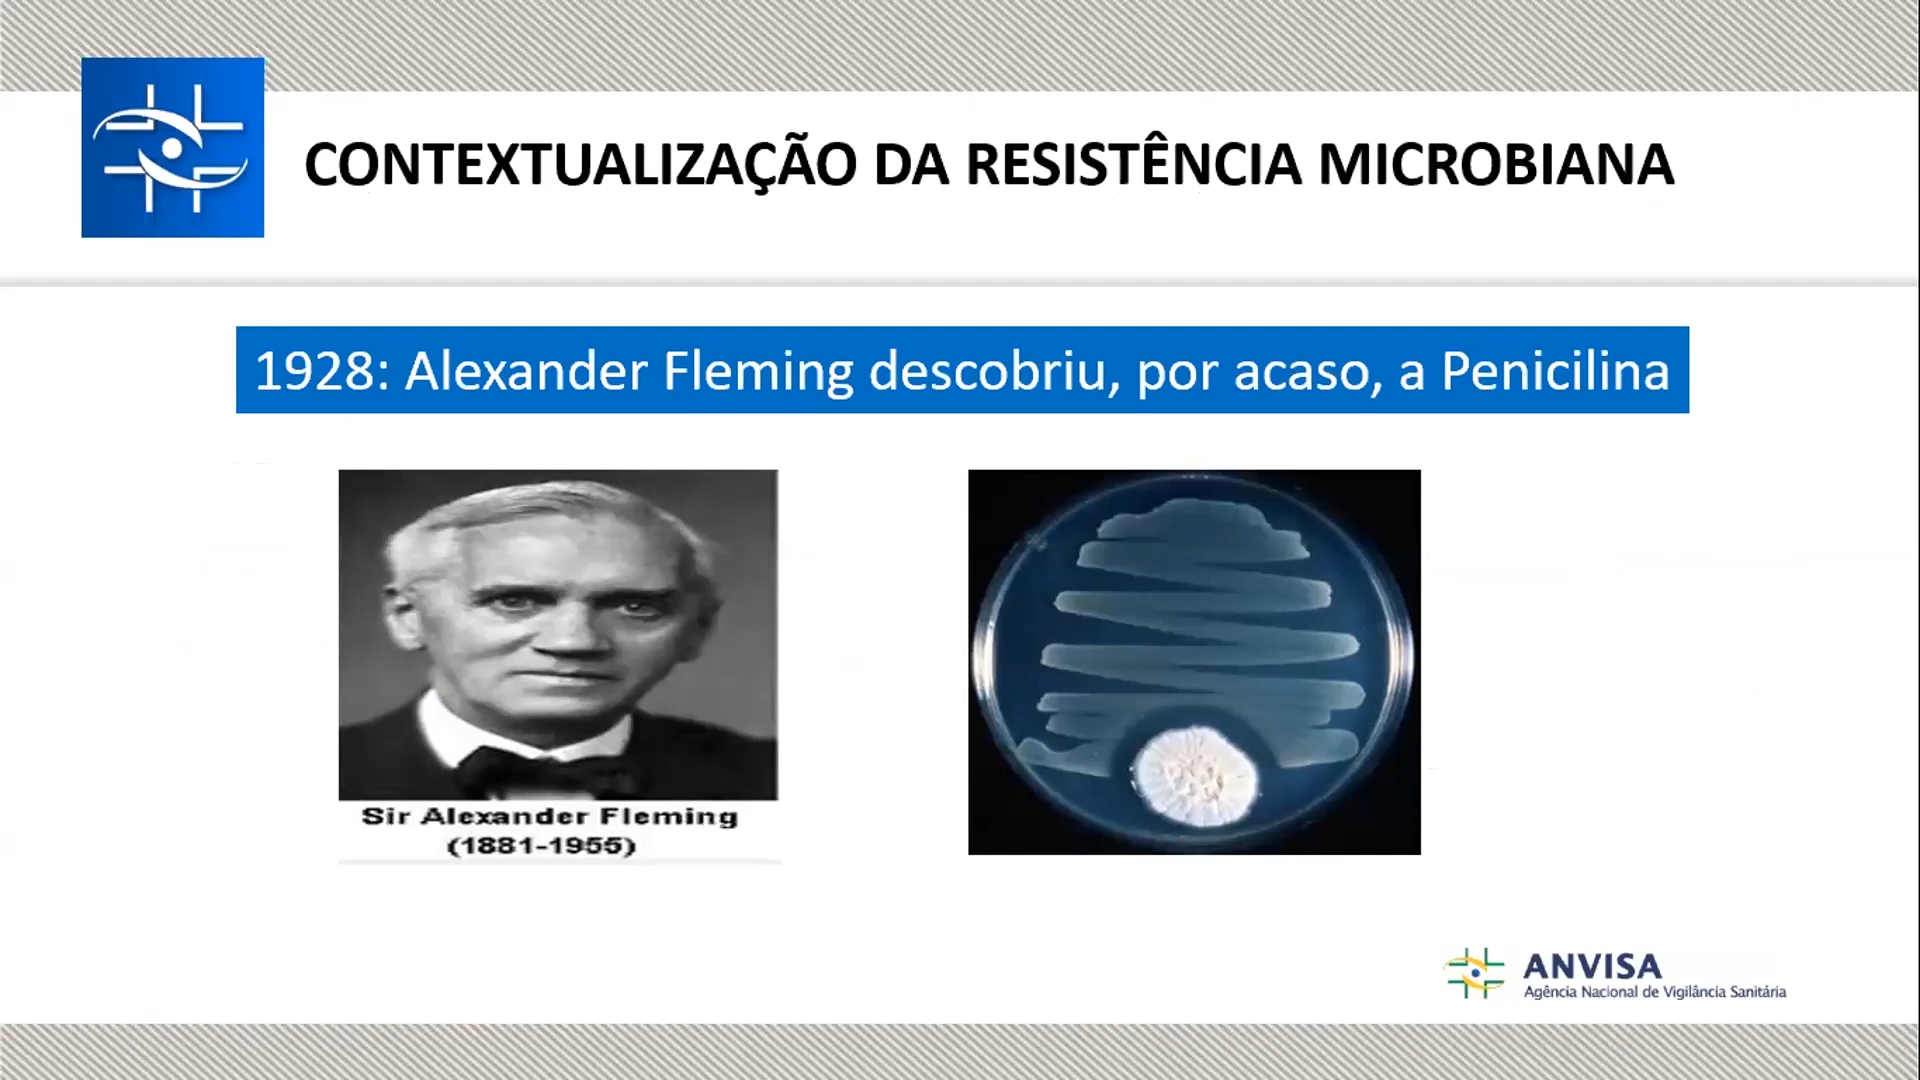 CONTEXTUALIZAÇÃO DA RESISTÊNCIA MICROBIANA
1928: Alexander Fleming descobriu, por acaso, a Penicilina
Sir Alexander Fleming
(1881-1955)
ANVISA
Agência Nacional de Vigilância Sanitária